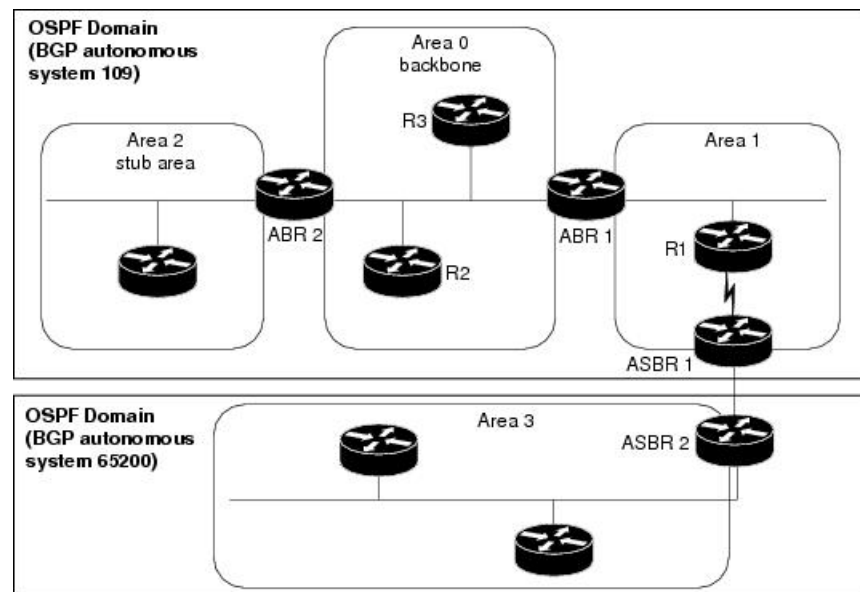 OSPF Domain
(BGP autonomous
system 109)
Area 0
backbone
R3
Area 2
stub area
Area 1
ABR 2
ABR 1
R1
R2
ASBR 1
OSPF Domain
(BGP autonomous
system 65200)
Area 3
ASBR 2